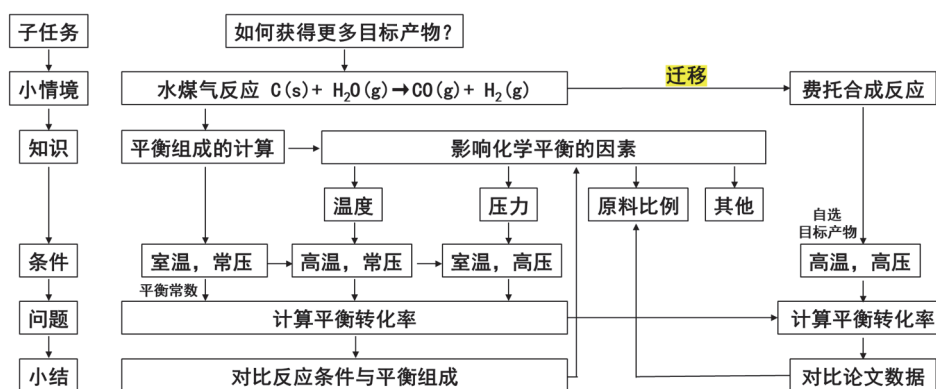 子任务
如何获得更多目标产物?
小情境
水煤气反应 C(s)+ H₂O(g)→CO(g)+ H₂(g)
迁移
费托合成反应
知识
平衡组成的计算
影响化学平衡的因素
温度
压力
原料比例
其他
自选
目标产物
条件
室温,常压
高温,常压
室温,高压
高温,高压
平衡常数
问题
计算平衡转化率
计算平衡转化率
小结
对比反应条件与平衡组成
对比论文数据